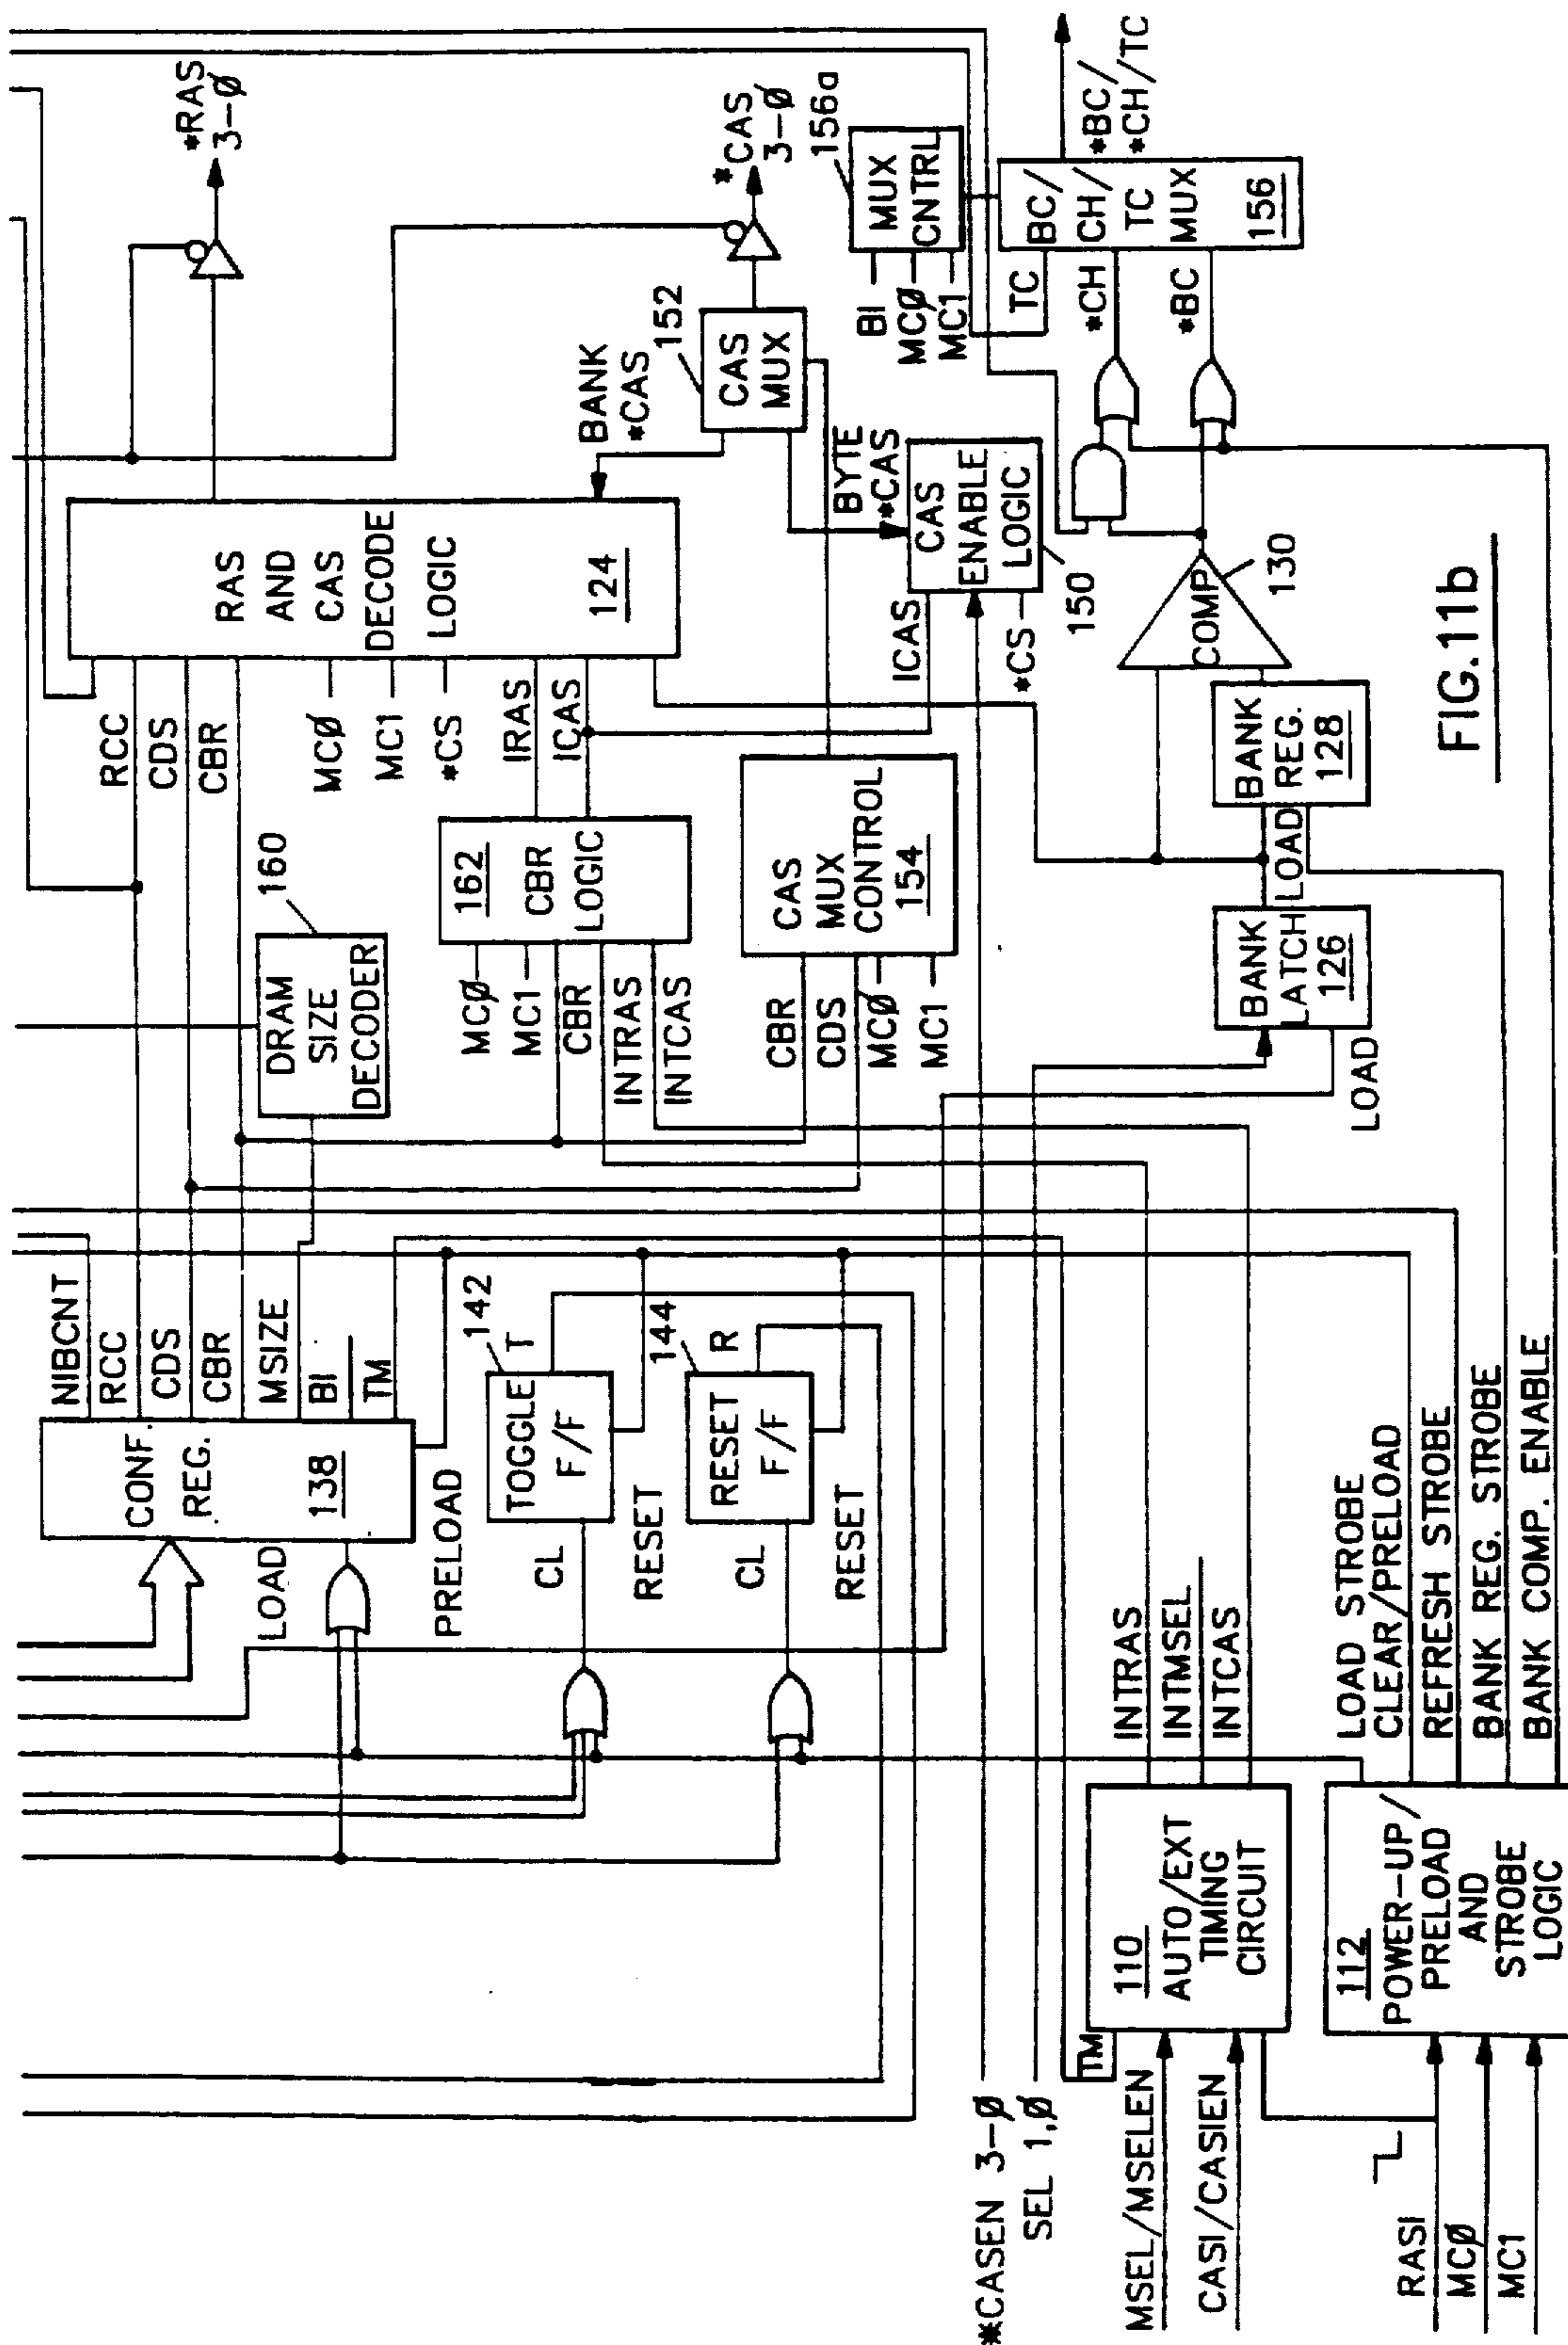 *RAS
3-Ø
*CAS
3-Ø
156a
MUX
CNTRL
BI
MCØ
MC1
*BC/
*CH/TC
BC/
CH/
TC
MUX
156
TC
*CH
*BC
BANK
*CAS
152
CAS
MUX
BYTE
*CAS
CAS
ENABLE
LOGIC
150
ICAS
*CS
RAS
AND
CAS
DECODE
LOGIC
124
RCC
CDS
CBR
MCØ
MC1
*CS
IRAS
ICAS
COMP
130
FIG.11b
160
DRAM
SIZE
DECODER
162
CBR
LOGIC
MCØ
MC1
CBR
INTRAS
INTCAS
CAS
MUX
CONTROL
154
CBR
CDS
MCØ
MC1
BANK
REG.
128
LOAD
BANK
LATCH
126
LOAD
NIBCNT
RCC
CDS
CBR
MSIZE
BI
TM
CONF.
REG.
138
LOAD
PRELOAD
142
T
TOGGLE
F/F
CL
RESET
144
R
RESET
F/F
CL
RESET
INTRAS
INTMSEL
INTCAS
LOAD STROBE
CLEAR/PRELOAD
REFRESH STROBE
BANK REG. STROBE
BANK COMP. ENABLE
110
AUTO/EXT
TIMING
CIRCUIT
TM
112
POWER-UP/
PRELOAD
AND
STROBE
LOGIC
*CASEN 3-Ø
SEL 1,Ø
MSEL/MSELEN
CASI/CASIEN
RASI
MCØ
MC1